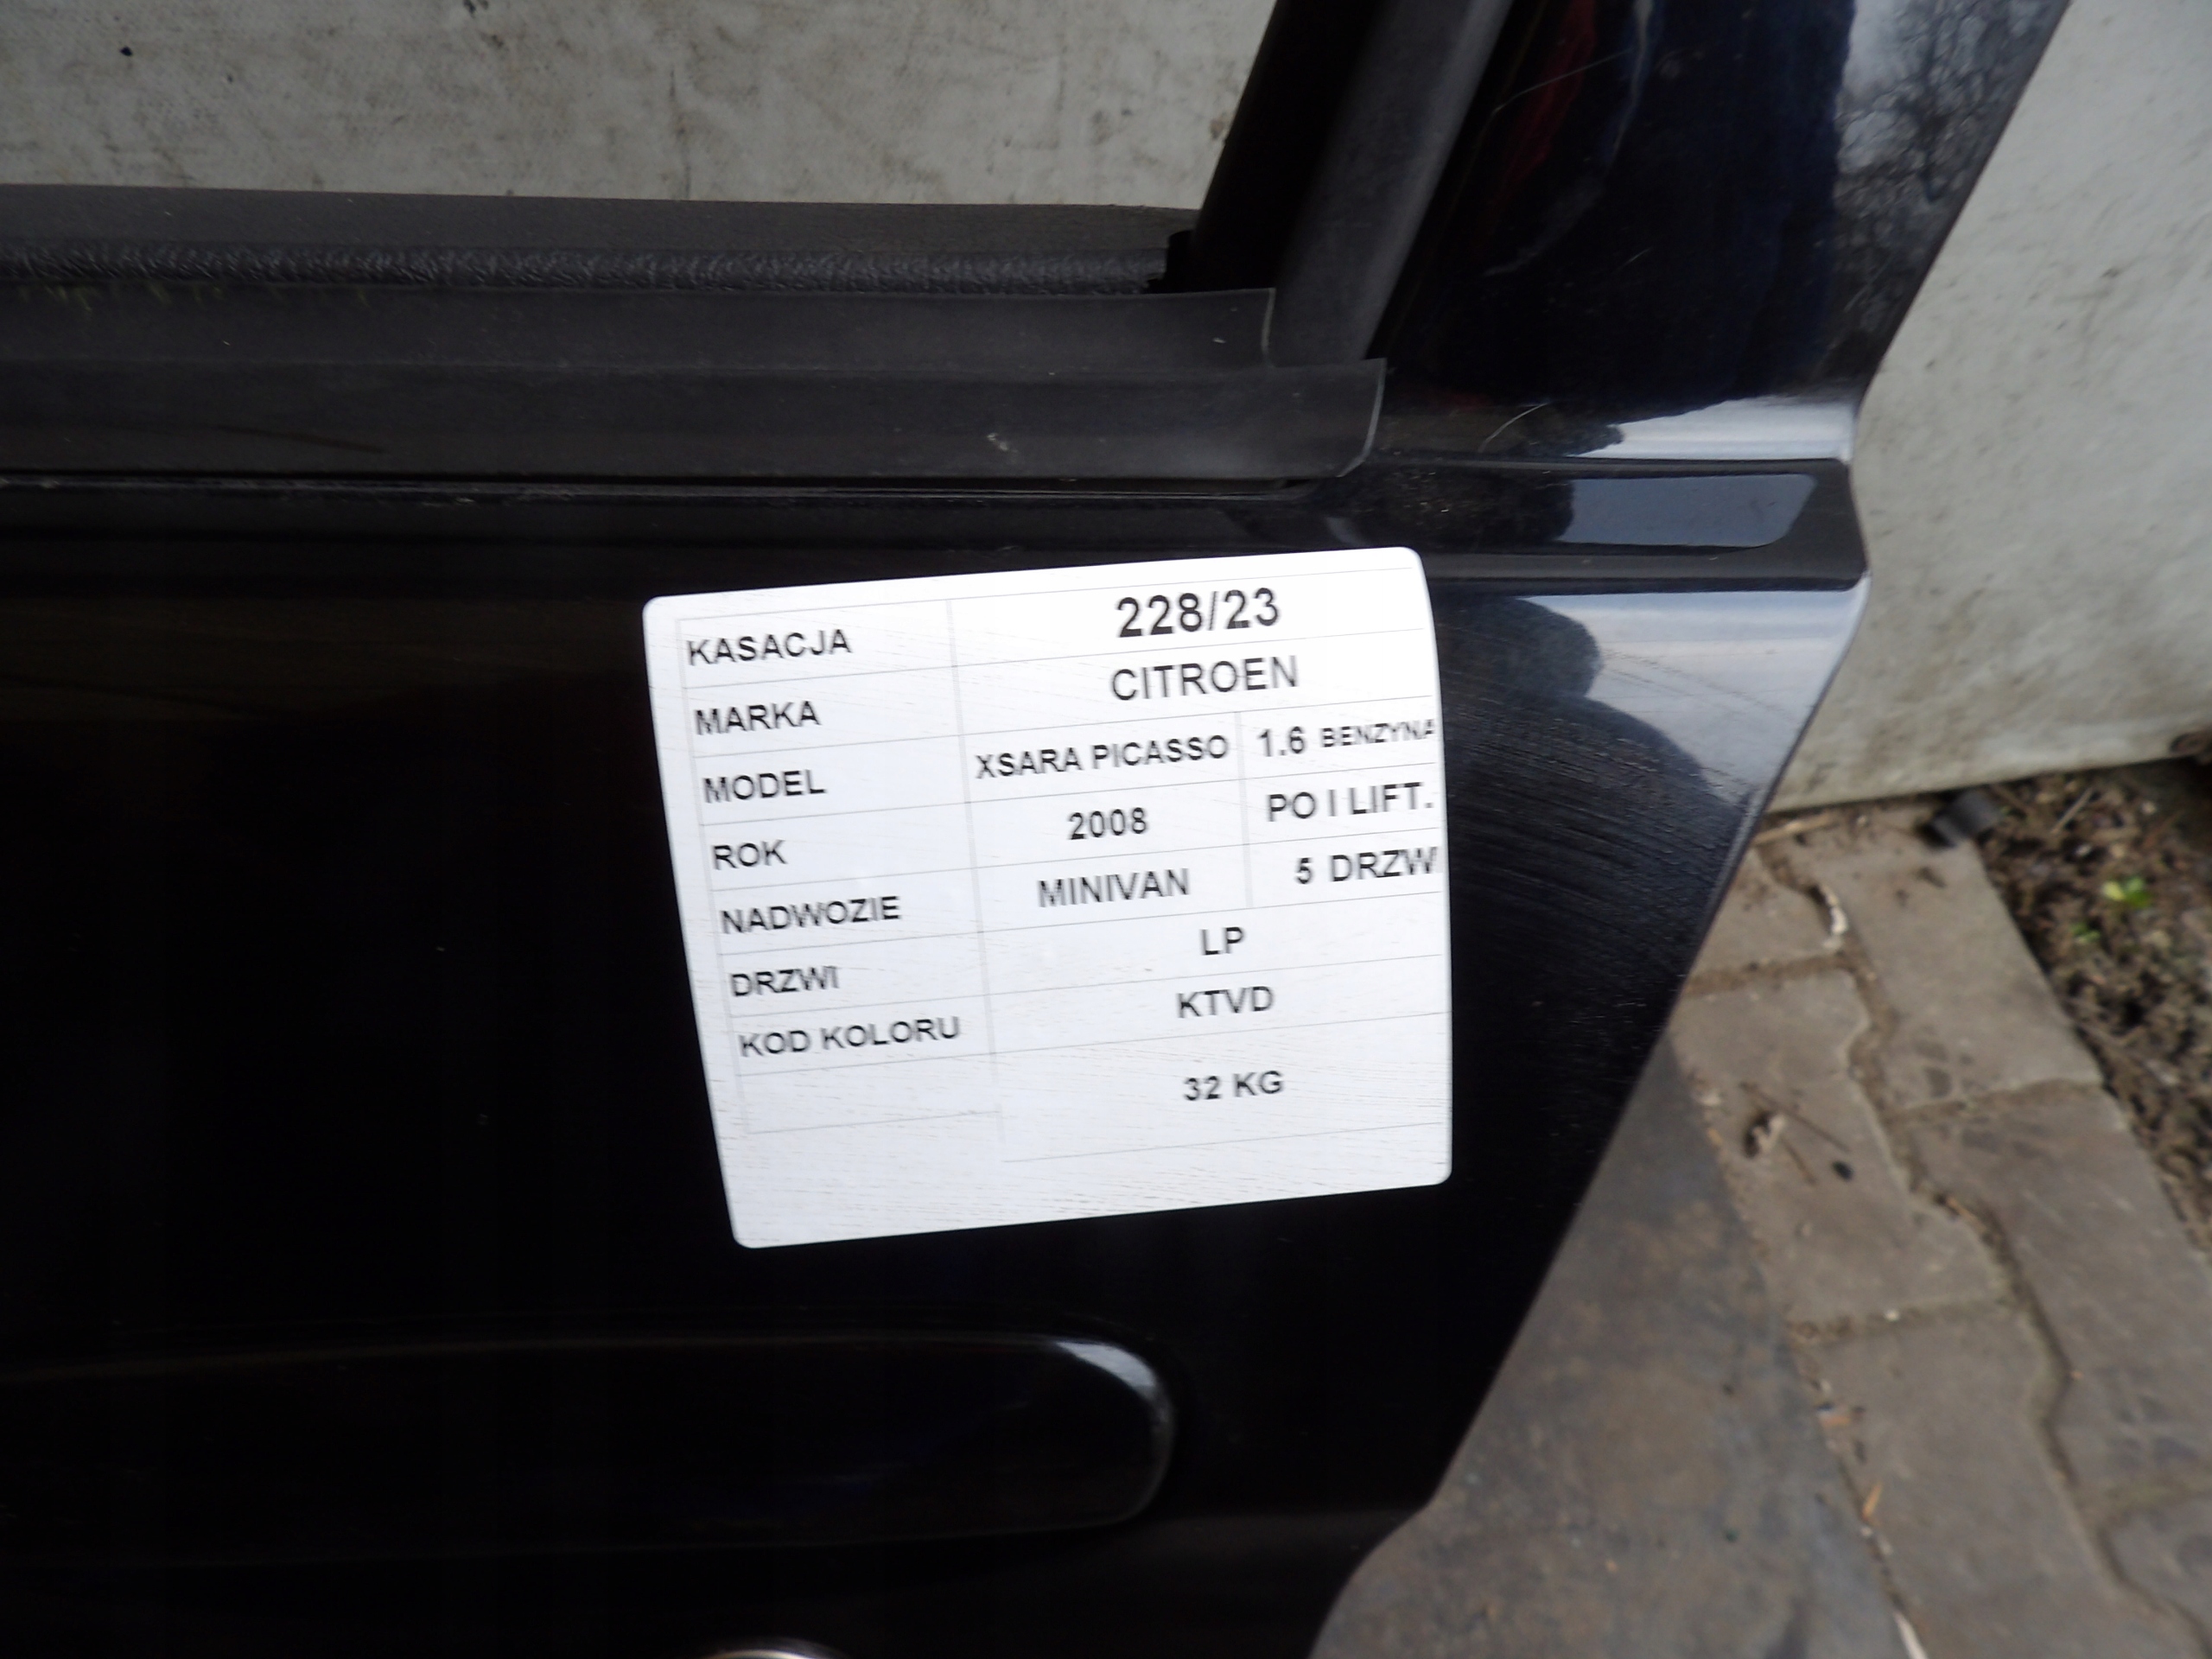 KASACJA 228/23
MARKA CITROEN
MODEL XSARA PICASSO 1.6 BENZYNA
ROK 2008 PO I LIFT.
NADWOZIE MINIVAN 5 DRZWI
DRZWI LP
KOD KOLORU KTVD
32 KG